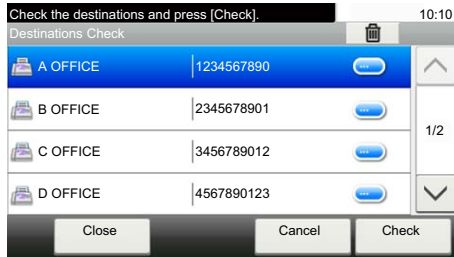 Check the destinations and press [Check].
10:10
Destinations Check
A OFFICE 1234567890
B OFFICE 2345678901
1/2
C OFFICE 3456789012
D OFFICE 4567890123
Close Cancel Check